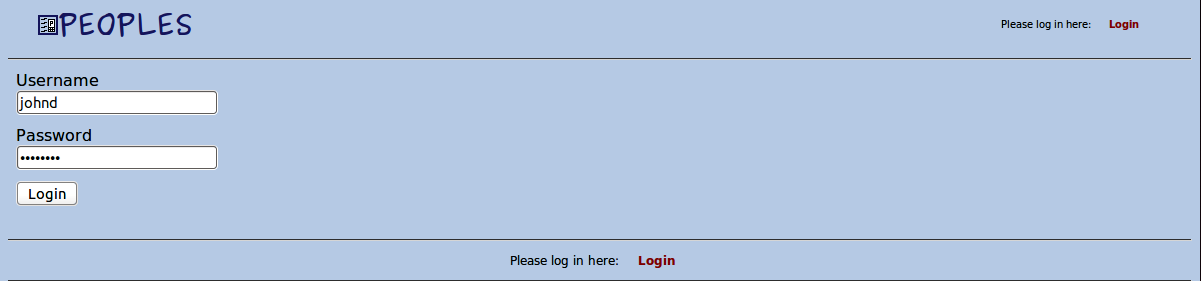 PEOPLES
Please log in here: Login
Username
johnd
Password
••••••••
Login
Please log in here: Login